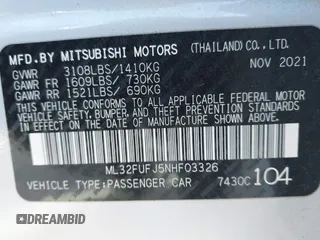 MFD.BY MITSUBISHI MOTORS (THAILAND) CO.,LTD.
GVWR 3108LBS/1410KG NOV 2021
GAWR FR 1609LBS/ 730KG
GAWR RR 1521LBS/ 690KG
THIS VEHICLE CONFORMS TO ALL APPLICABLE
FEDERAL MOTOR VEHICLE SAFETY, BUMPER AND
THEFT PREVENTION STANDARDS IN EFFECT ON
THE DATE OF MANUFACTURE SHOWN ABOVE.
ML32FUFJ5NHF03326
VEHICLE TYPE:PASSENGER CAR 7430C 104
DREAMBID